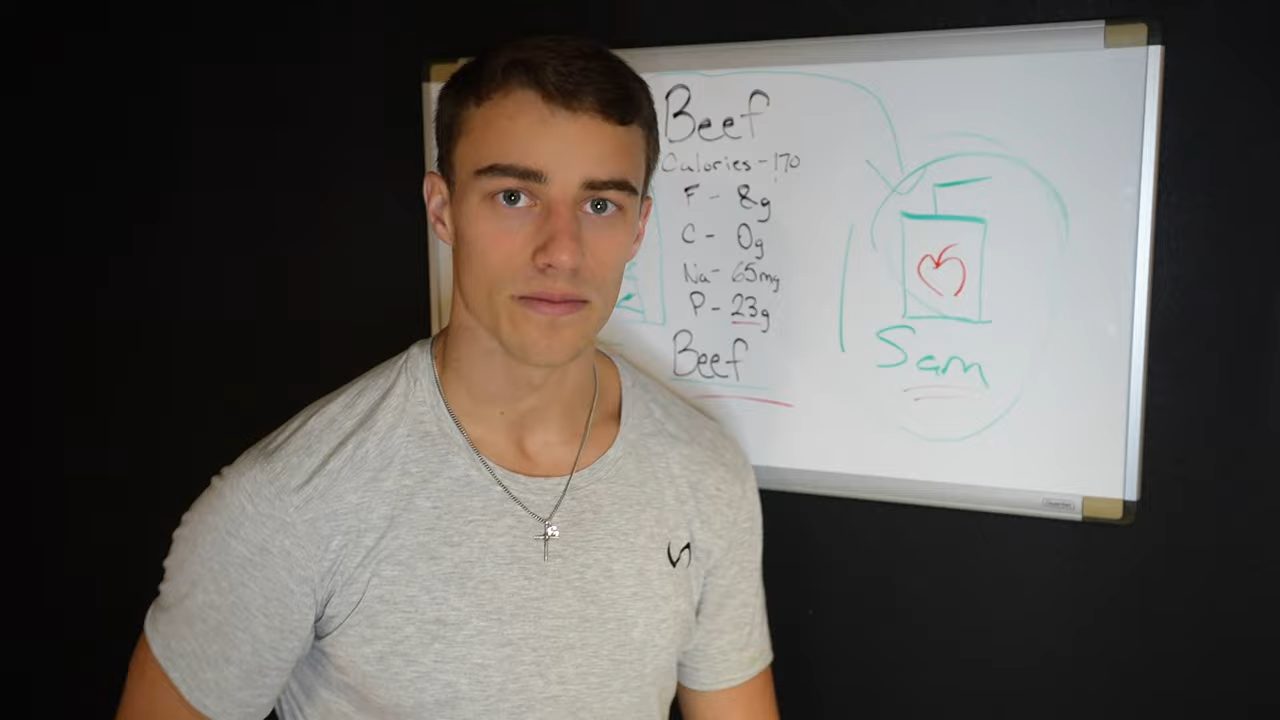 Beef
Calories - 170
F - 8g
C - 0g
Na - 65mg
P - 23g
Beef
Sam